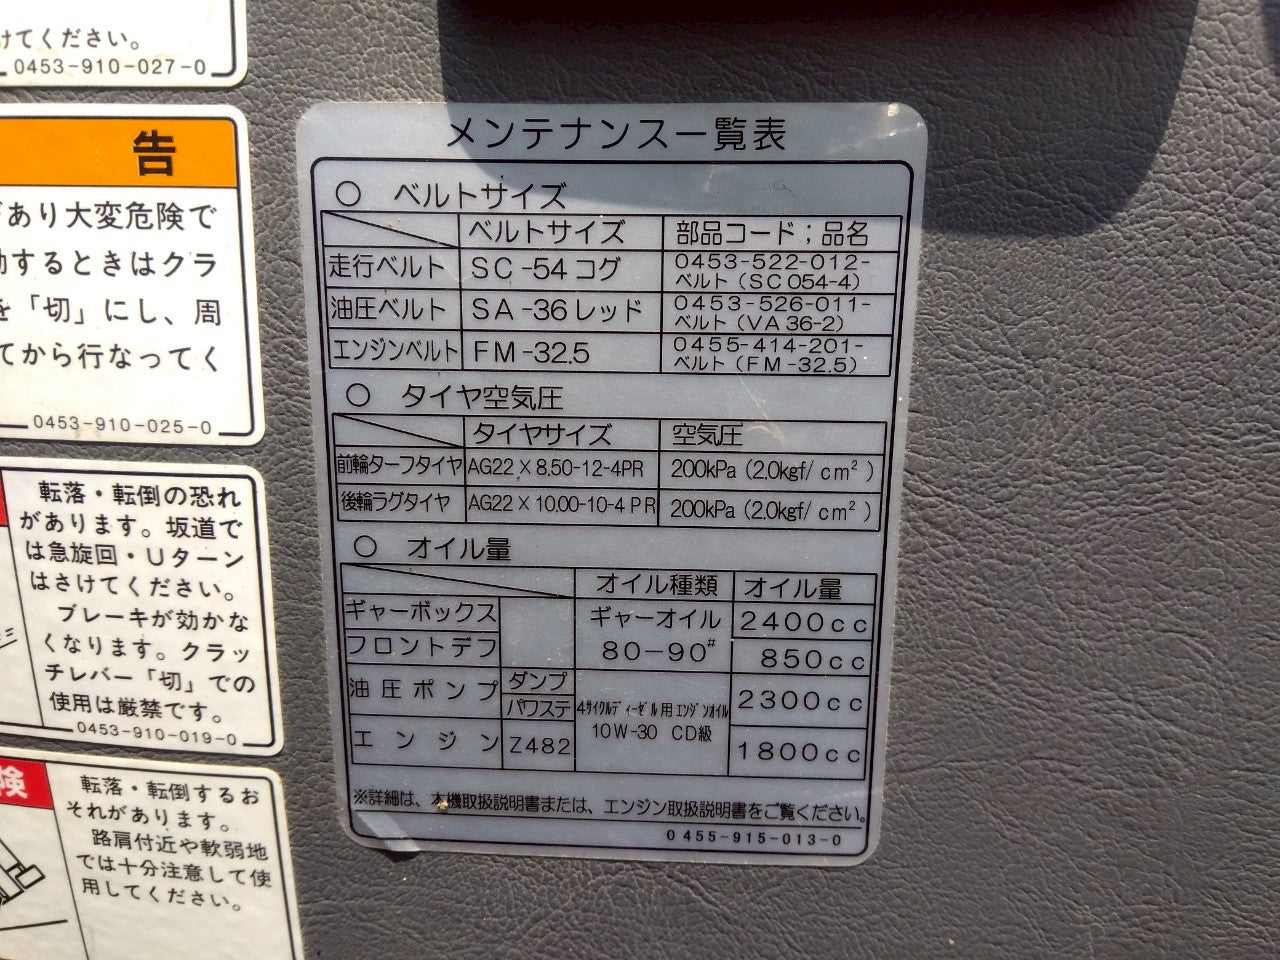 けてください。
0453-910-027-0
告
があり大変危険で
動するときはクラ
を「切」にし、周
てから行なってく
0453-910-025-0
転落・転倒の恐れ
があります。坂道で
は急旋回・Uターン
はさけてください。
ブレーキが効かな
くなります。クラッ
チレバー「切」での
使用は厳禁です。
0453-910-019-0
険
転落・転倒するお
それがあります。
路肩付近や軟弱地
では十分注意して使
用してください。
メンテナンス一覧表
○ ベルトサイズ
ベルトサイズ 部品コード;品名
走行ベルト SC-54コグ 0453-522-012-
ベルト(SC054-4)
油圧ベルト SA-36レッド 0453-526-011-
ベルト(VA36-2)
エンジンベルト FM-32.5 0455-414-201-
ベルト(FM-32.5)
○ タイヤ空気圧
タイヤサイズ 空気圧
前輪ターフタイヤ AG22×8.50-12-4PR 200kPa(2.0kgf/cm²)
後輪ラグタイヤ AG22×10.00-10-4PR 200kPa(2.0kgf/cm²)
○ オイル量
オイル種類 オイル量
ギャーボックス ギャーオイル 2400cc
フロントデフ 80-90# 850cc
油圧ポンプ ダンプ 2300cc
パワステ 4サイクルディーゼル用エンジンオイル
10W-30 CD級
エンジン Z482 1800cc
※詳細は、本機取扱説明書または、エンジン取扱説明書をご覧ください。
0455-915-013-0